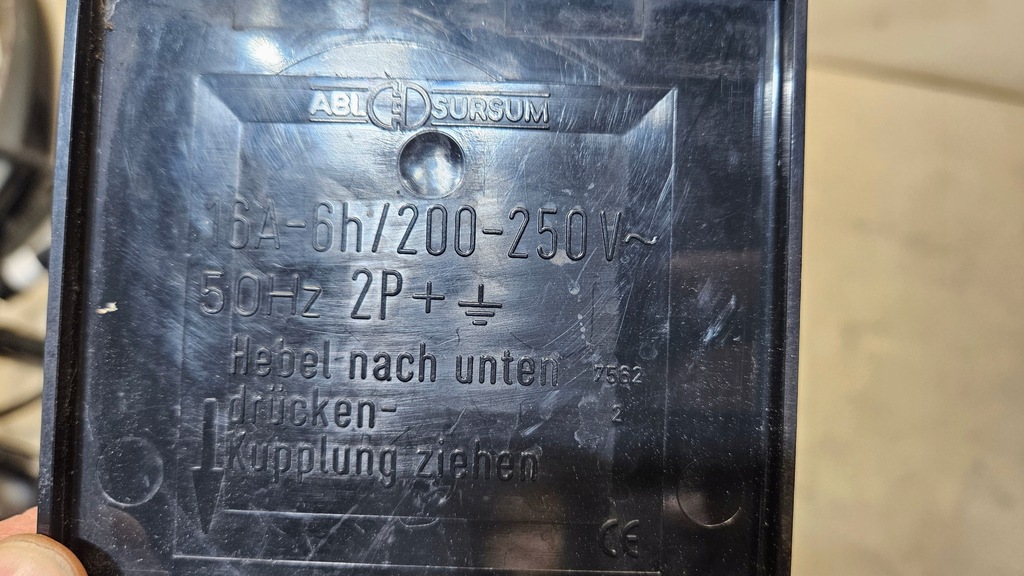 ABL SURSUM
16A-6h/200-250V~
50Hz 2P+⏚
Hebel nach unten
7562
drücken-
2
Kupplung ziehen
CE